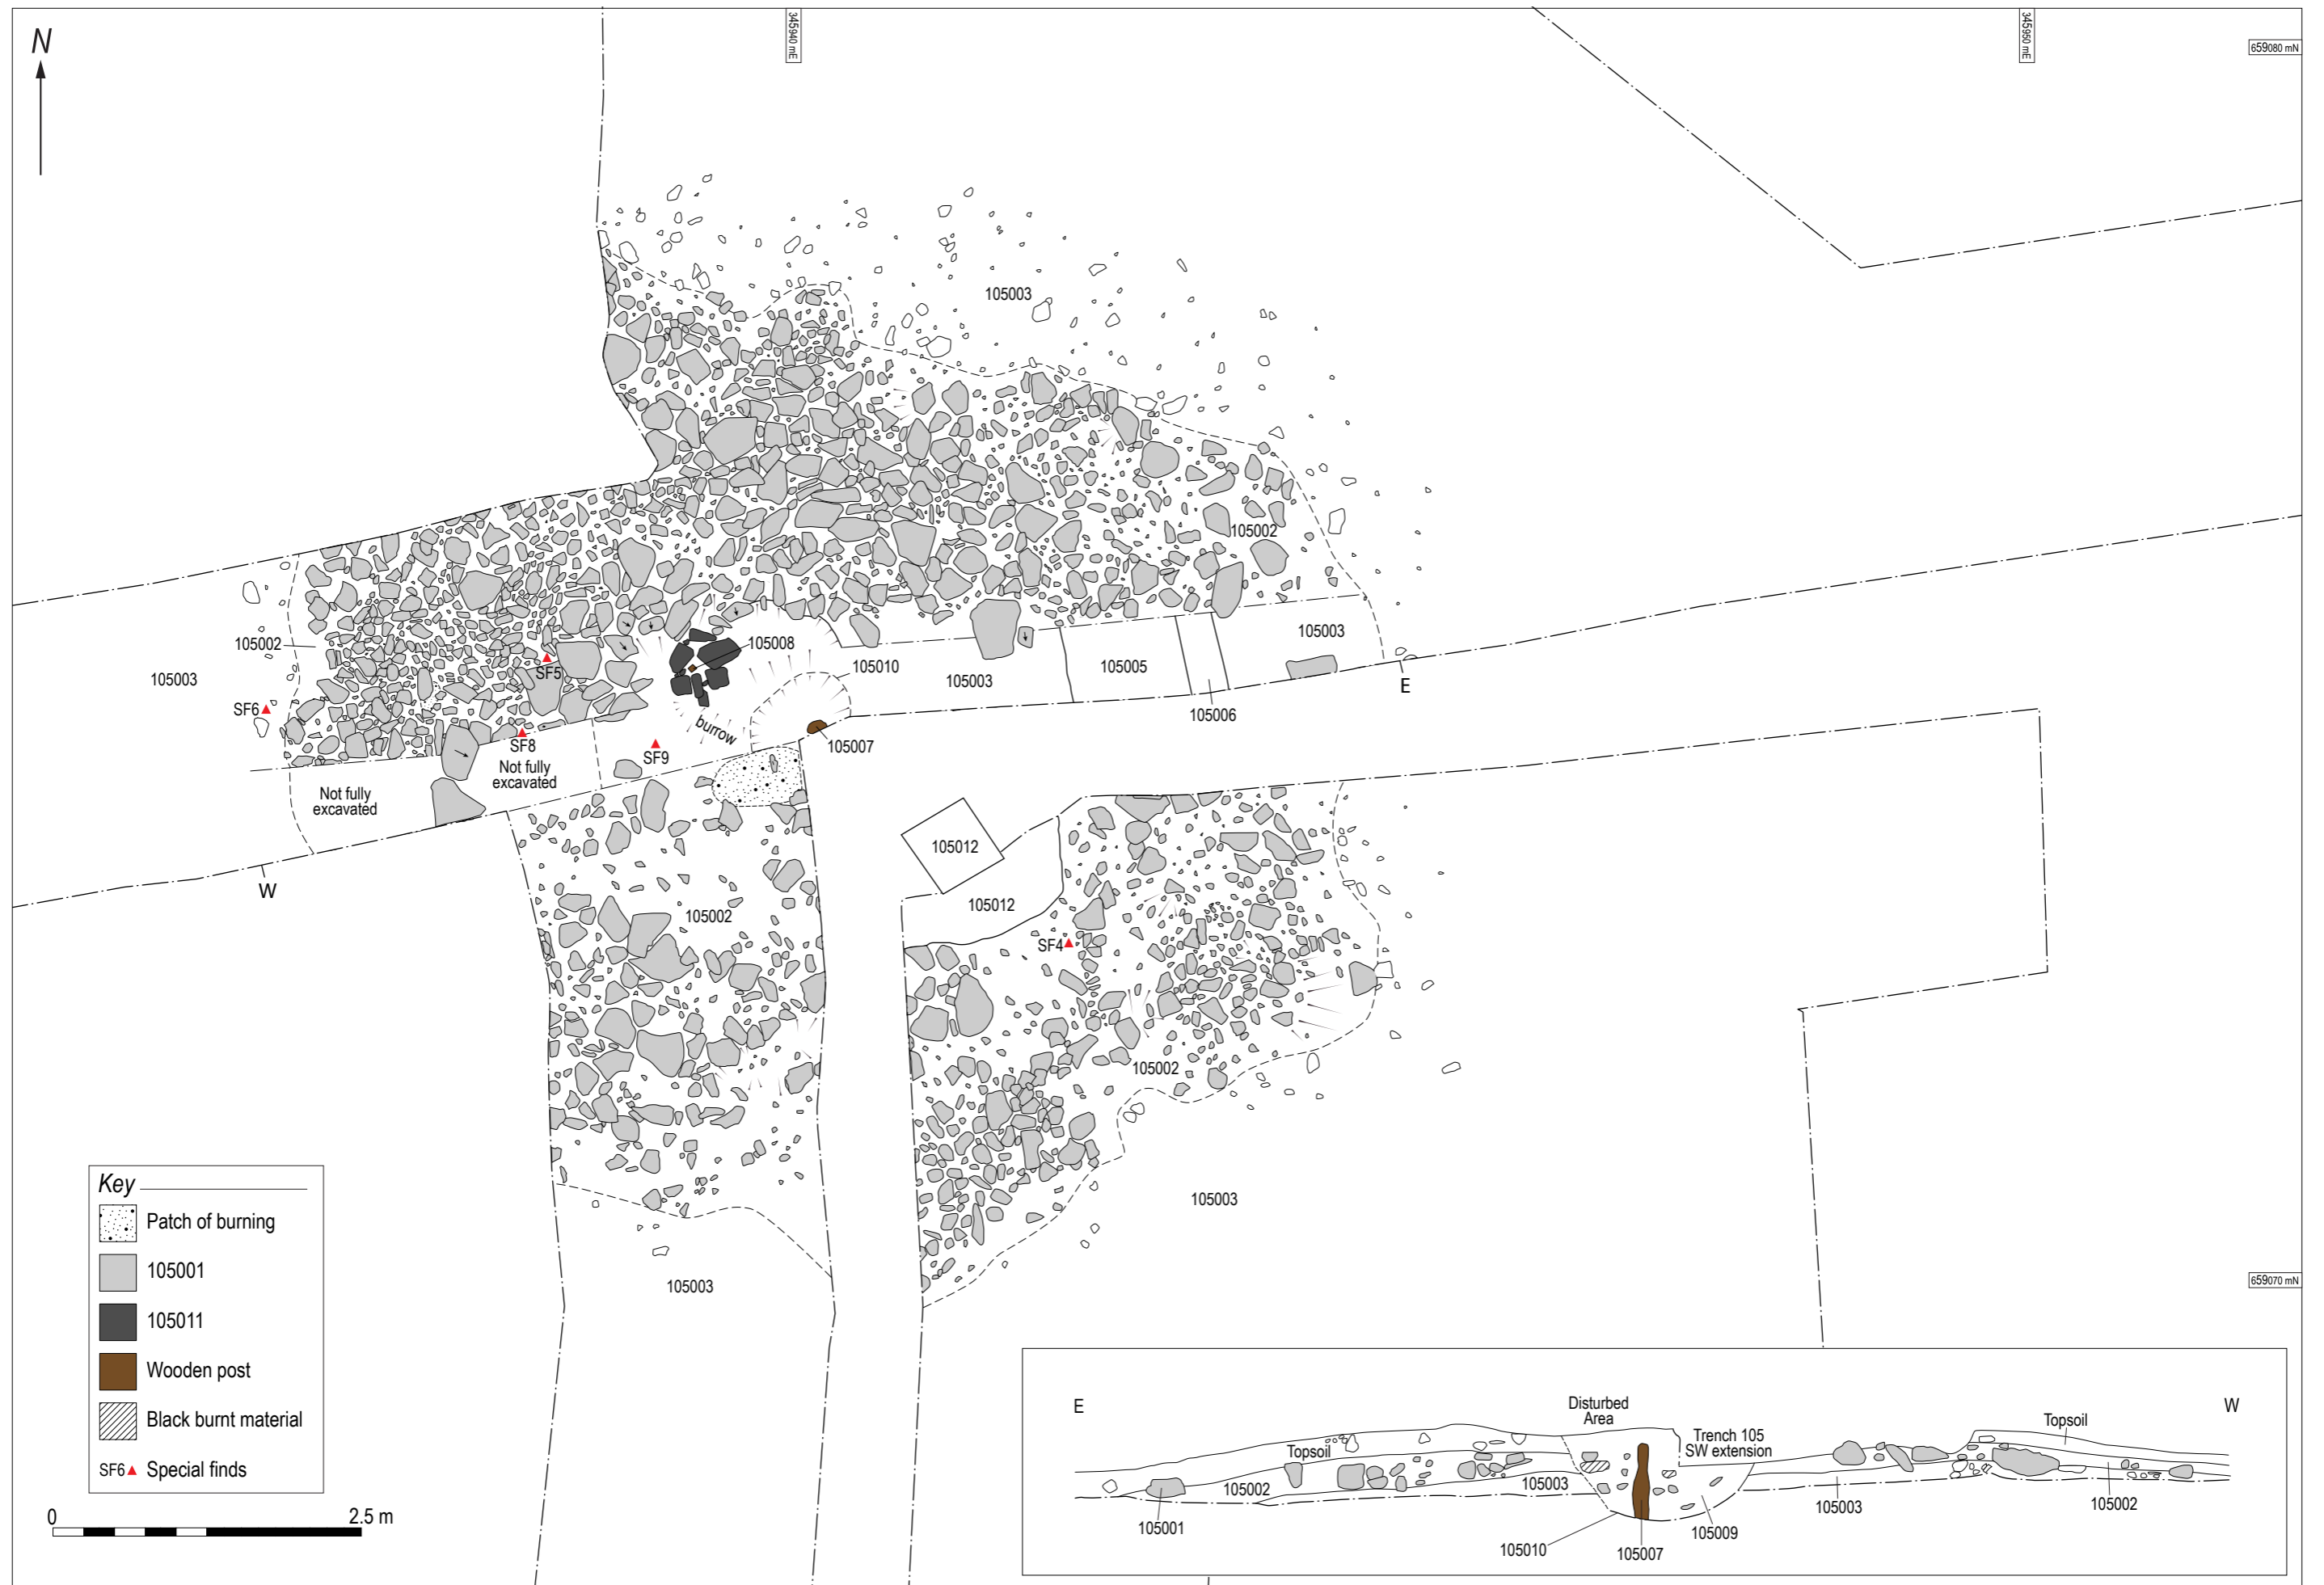 N
345940 mE
345950 mE
659080 mN
105003
105002
105002
105008
105003
105003
SF5
105010
105005
105003
SF6
E
105006
burrow
SF8
SF9
105007
Not fully
excavated
Not fully
excavated
105012
W
105012
105002
SF4
105002
105003
Key
Patch of burning
105001
105011
Wooden post
Black burnt material
SF6 Special finds
0 2.5 m
105003
659070 mN
E
Disturbed
Area
W
Topsoil
Trench 105
SW extension
Topsoil
105002
105003
105003
105002
105001
105009
105010
105007